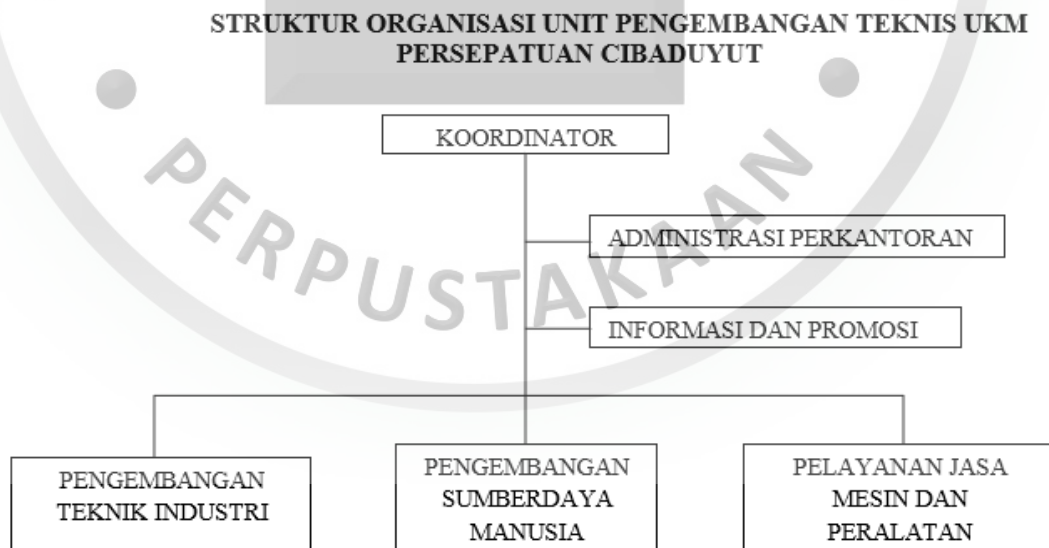 STRUKTUR ORGANISASI UNIT PENGEMBANGAN TEKNIS UKM
PERSEPATUAN CIBADUYUT
KOORDINATOR
PERPUSTAKAAN
ADMINISTRASI PERKANTORAN
INFORMASI DAN PROMOSI
PENGEMBANGAN
TEKNIK INDUSTRI
PENGEMBANGAN
SUMBERDAYA
MANUSIA
PELAYANAN JASA
MESIN DAN
PERALATAN